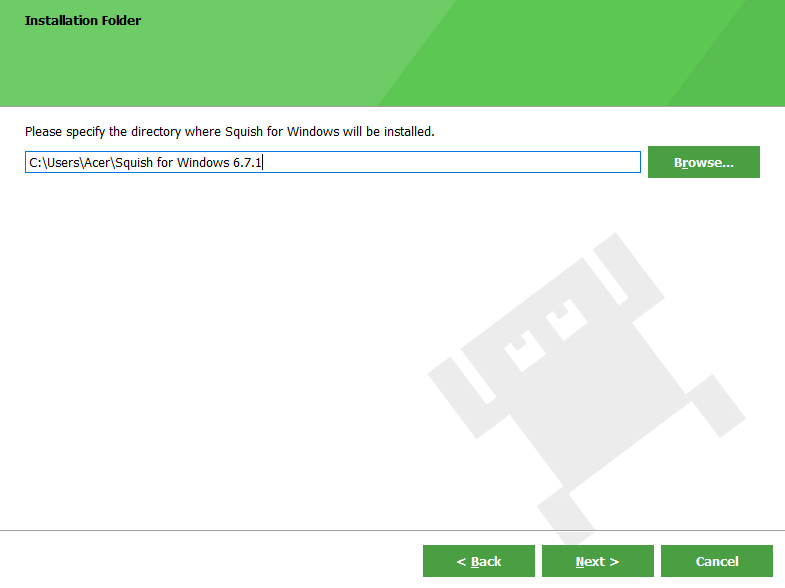 Installation Folder
Please specify the directory where Squish for Windows will be installed.
C:\Users\Acer\Squish for Windows 6.7.1
Browse...
< Back
Next >
Cancel